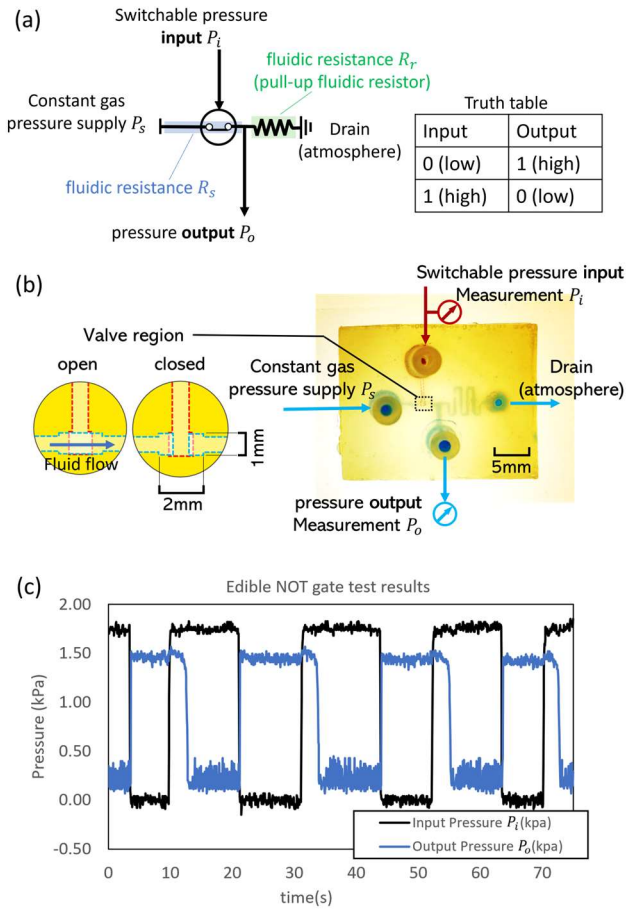 (a)
Switchable pressure
input Pi
fluidic resistance Rr
(pull-up fluidic resistor)
Constant gas
pressure supply Ps
Drain
(atmosphere)
fluidic resistance Rs
pressure output Po
Truth table
Input Output
0 (low) 1 (high)
1 (high) 0 (low)
(b)
Switchable pressure input
Measurement Pi
Valve region
open closed
Constant gas
pressure supply Ps
Drain
(atmosphere)
Fluid flow
1mm
2mm
5mm
pressure output
Measurement Po
(c)
Edible NOT gate test results
2.00
1.50
1.00
0.50
0.00
-0.50
Pressure (kPa)
Input Pressure Pi(kpa)
Output Pressure Po(kpa)
0 10 20 30 40 50 60 70
time(s)